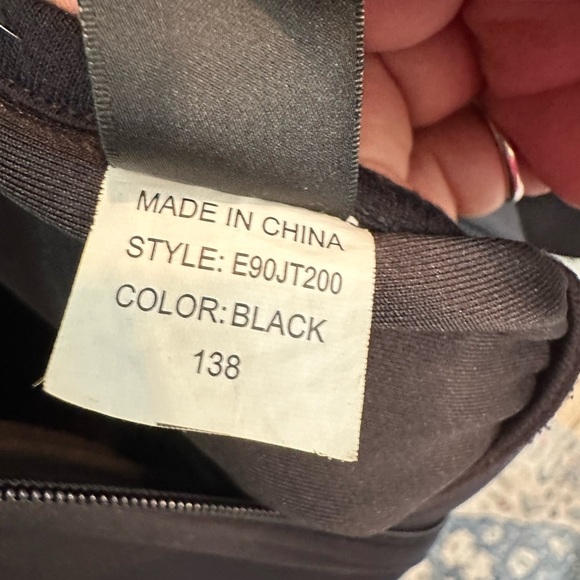 MADE IN CHINA
STYLE: E90JT200
COLOR: BLACK
138